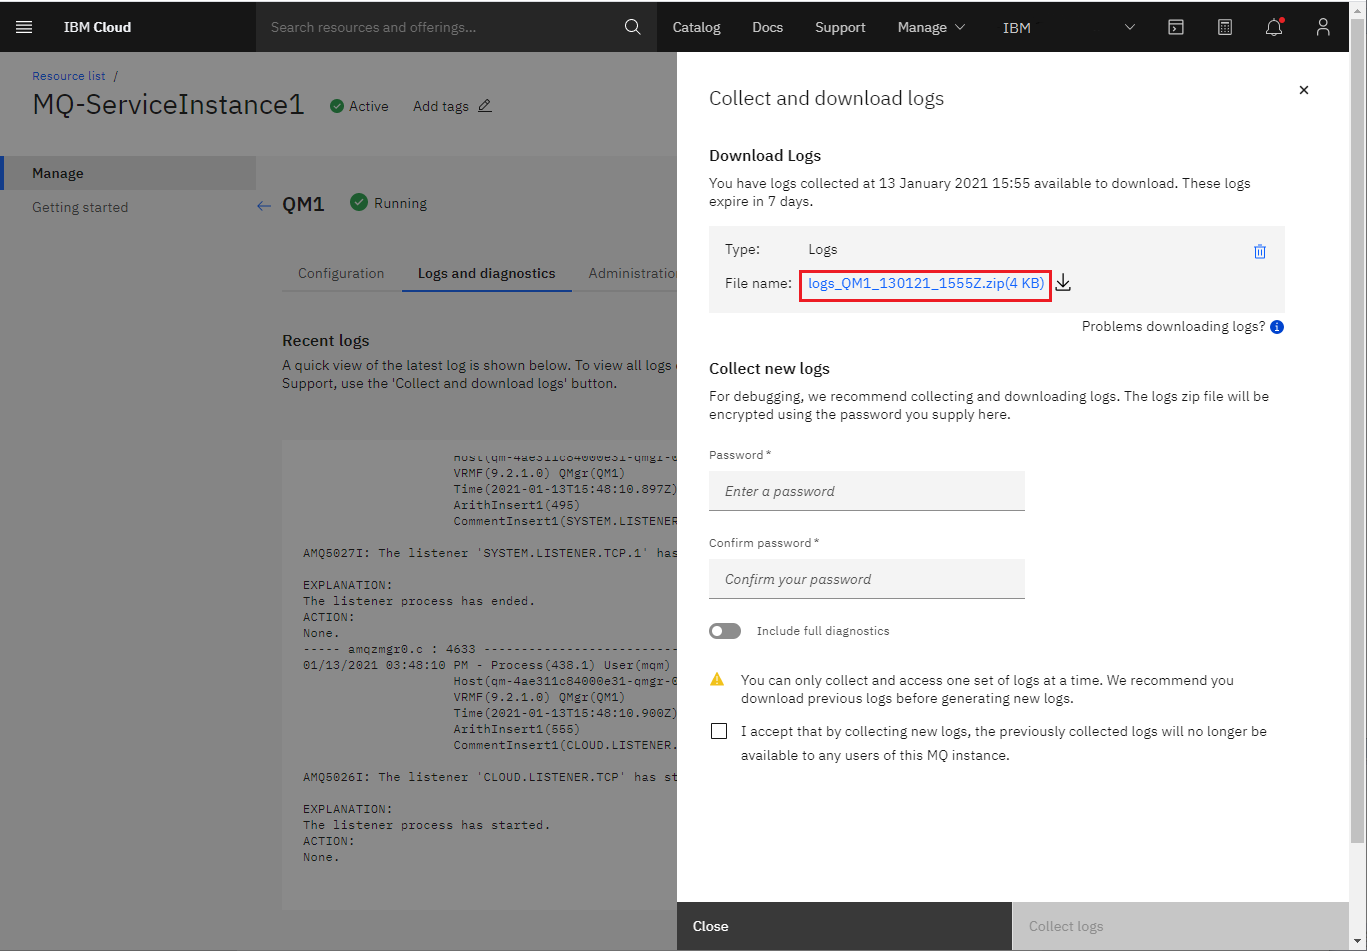 IBM Cloud
Search resources and offerings...
Catalog
Docs
Support
Manage
IBM
Resource list /
MQ-ServiceInstance1
Active
Add tags
Manage
Getting started
QM1
Running
Configuration
Logs and diagnostics
Administratio
Recent logs
A quick view of the latest log is shown below. To view all logs
Support, use the 'Collect and download logs' button.
Host(qm-4ae311c84000e31-qmgr-0
VRMF(9.2.1.0) QMgr(QM1)
Time(2021-01-13T15:48:10.897Z)
ArithInsert1(495)
CommentInsert1(SYSTEM.LISTENER
AMQ5027I: The listener 'SYSTEM.LISTENER.TCP.1' has
EXPLANATION:
The listener process has ended.
ACTION:
None.
----- amqzmgr0.c : 4633 --------------------------
01/13/2021 03:48:10 PM - Process(438.1) User(mqm)
Host(qm-4ae311c84000e31-qmgr-0
VRMF(9.2.1.0) QMgr(QM1)
Time(2021-01-13T15:48:10.900Z)
ArithInsert1(555)
CommentInsert1(CLOUD.LISTENER.
AMQ5026I: The listener 'CLOUD.LISTENER.TCP' has st
EXPLANATION:
The listener process has started.
ACTION:
None.
Collect and download logs
Download Logs
You have logs collected at 13 January 2021 15:55 available to download. These logs
expire in 7 days.
Type: Logs
File name: logs_QM1_130121_1555Z.zip(4 KB)
Problems downloading logs?
Collect new logs
For debugging, we recommend collecting and downloading logs. The logs zip file will be
encrypted using the password you supply here.
Password*
Enter a password
Confirm password*
Confirm your password
Include full diagnostics
You can only collect and access one set of logs at a time. We recommend you
download previous logs before generating new logs.
I accept that by collecting new logs, the previously collected logs will no longer be
available to any users of this MQ instance.
Close
Collect logs